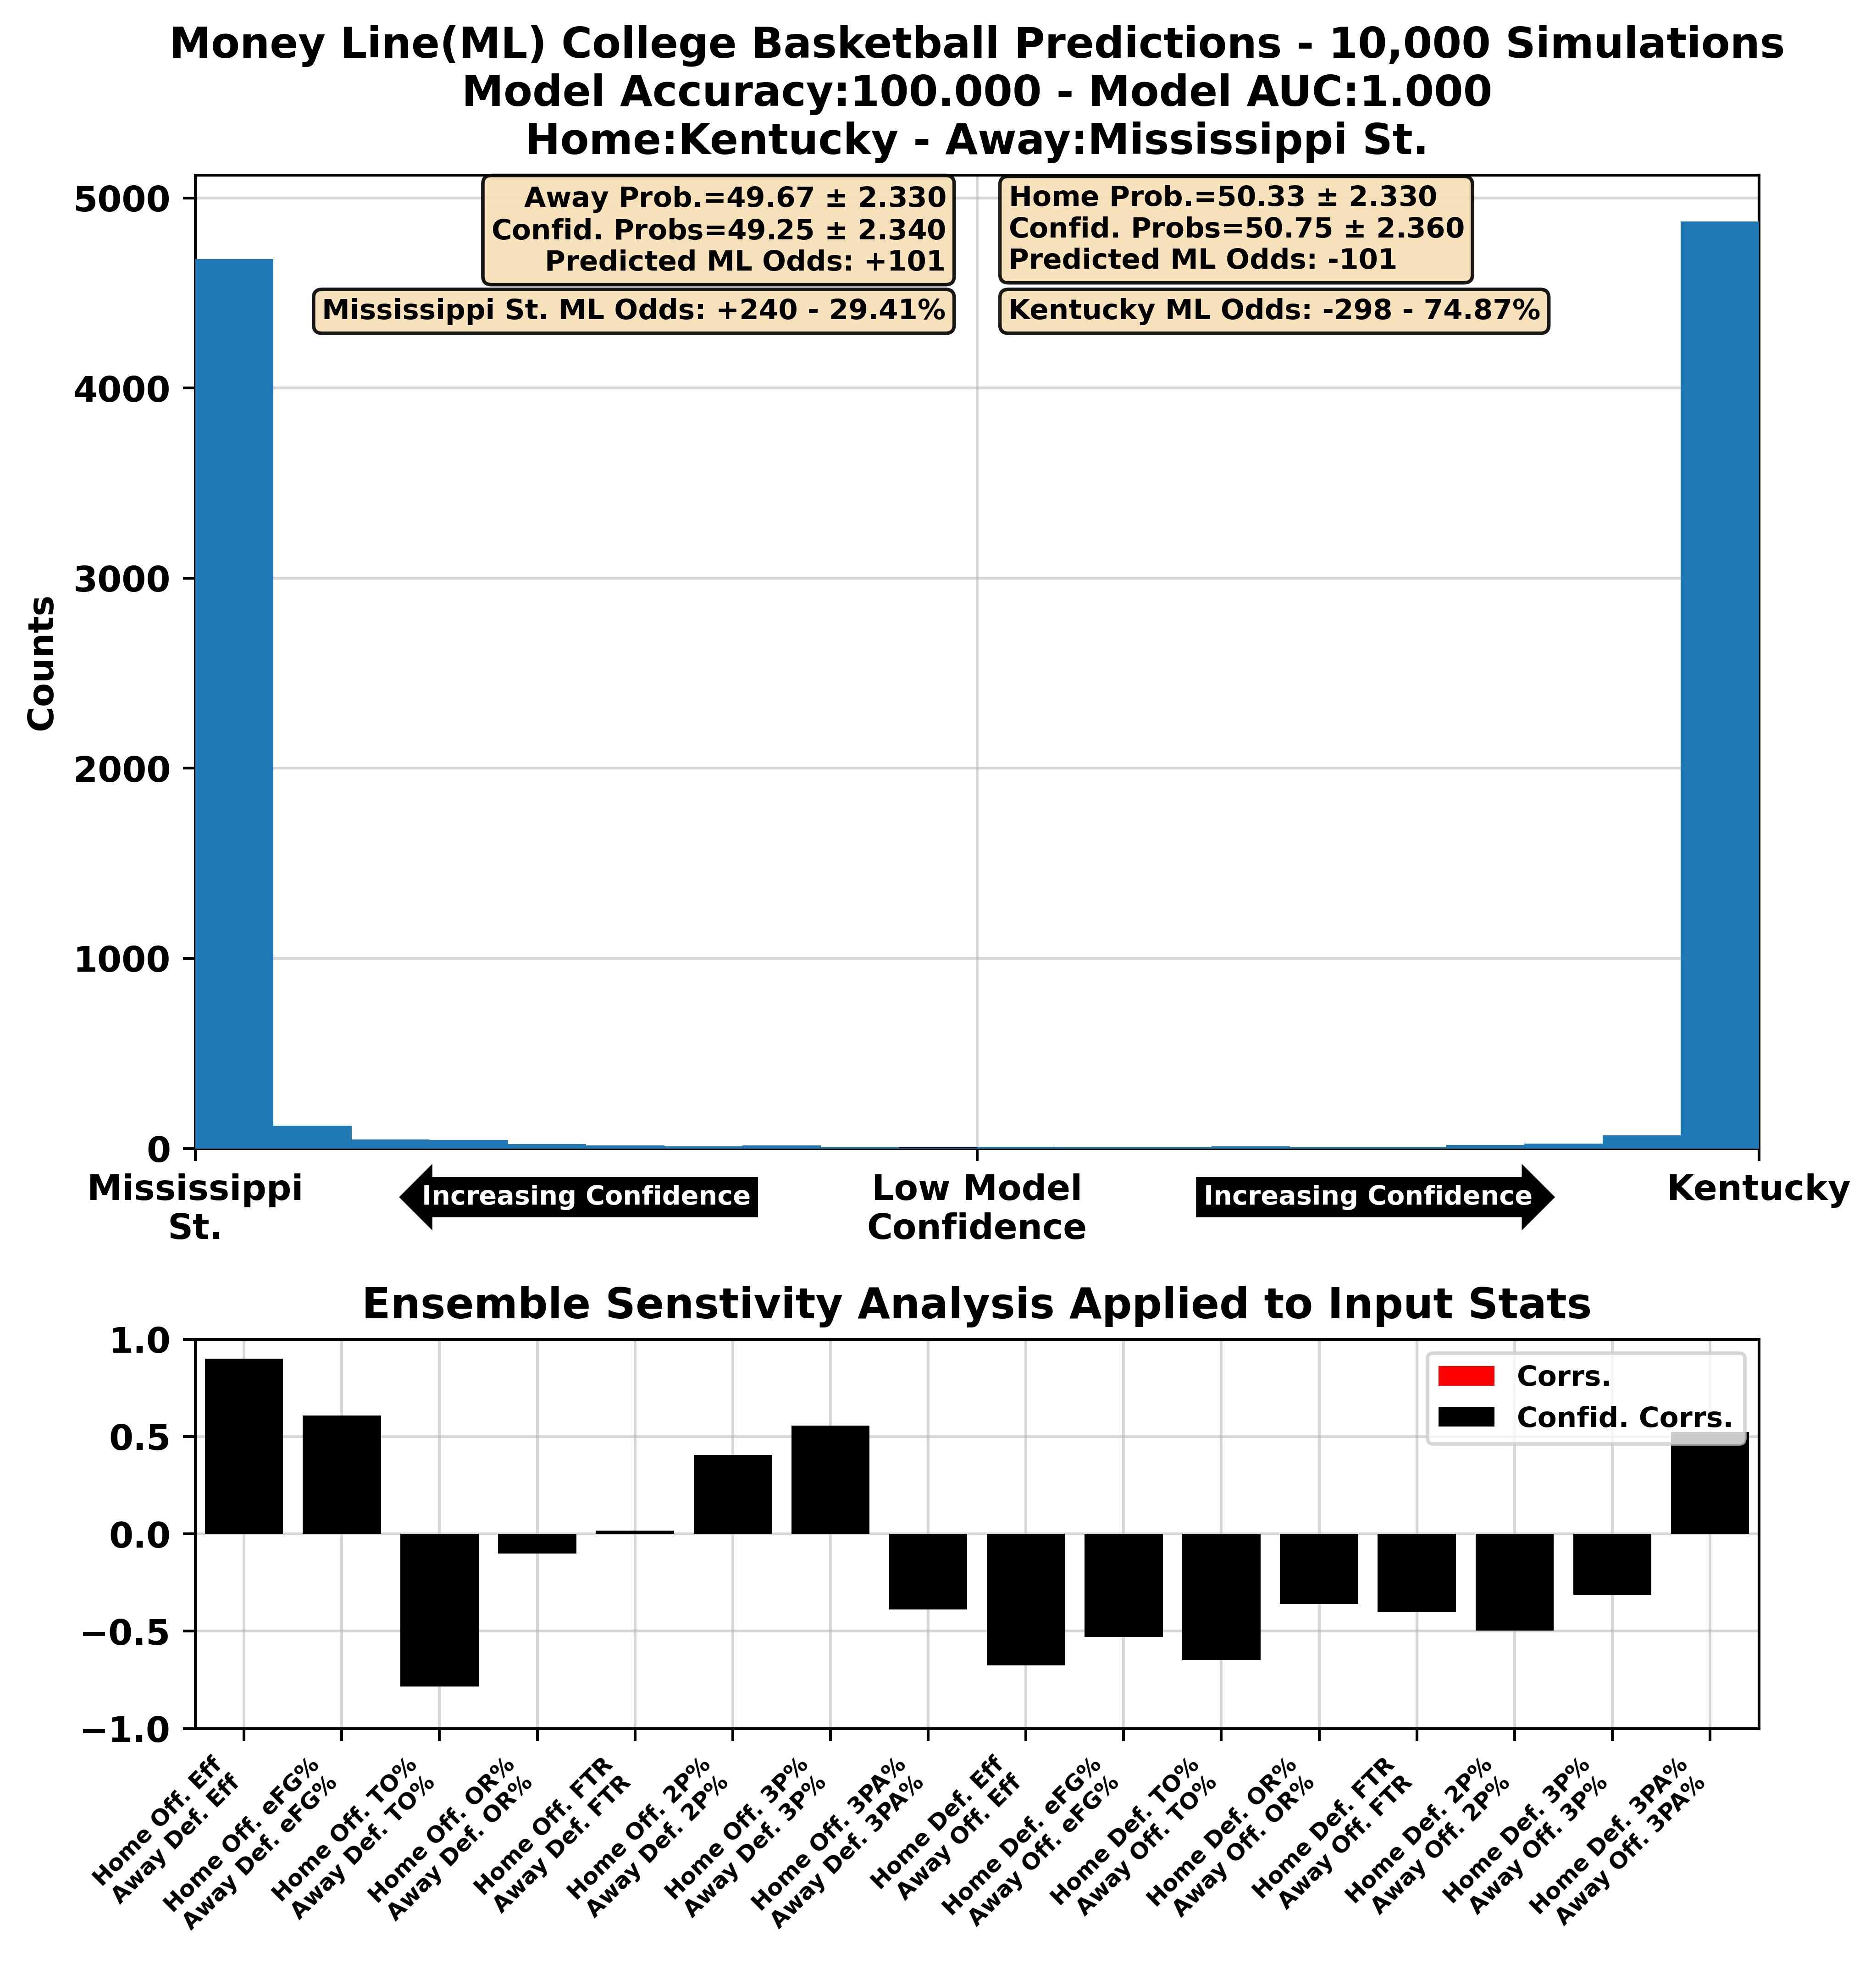 Money Line(ML) College Basketball Predictions - 10,000 Simulations
Model Accuracy:100.000 - Model AUC:1.000
Home:Kentucky - Away:Mississippi St.
Away Prob.=49.67 ± 2.330
Confid. Probs=49.25 ± 2.340
Predicted ML Odds: +101
Mississippi St. ML Odds: +240 - 29.41%
Home Prob.=50.33 ± 2.330
Confid. Probs=50.75 ± 2.360
Predicted ML Odds: -101
Kentucky ML Odds: -298 - 74.87%
Counts
5000
4000
3000
2000
1000
0
Mississippi
St.
Increasing Confidence
Low Model
Confidence
Increasing Confidence
Kentucky
Ensemble Senstivity Analysis Applied to Input Stats
1.0
0.5
0.0
−0.5
−1.0
Corrs.
Confid. Corrs.
Home Off. Eff
Away Def. Eff
Home Off. eFG%
Away Def. eFG%
Home Off. TO%
Away Def. TO%
Home Off. OR%
Away Def. OR%
Home Off. FTR
Away Def. FTR
Home Off. 2P%
Away Def. 2P%
Home Off. 3P%
Away Def. 3P%
Home Off. 3PA%
Away Def. 3PA%
Home Def. Eff
Away Off. Eff
Home Def. eFG%
Away Off. eFG%
Home Def. TO%
Away Off. TO%
Home Def. OR%
Away Off. OR%
Home Def. FTR
Away Off. FTR
Home Def. 2P%
Away Off. 2P%
Home Def. 3P%
Away Off. 3P%
Home Def. 3PA%
Away Off. 3PA%